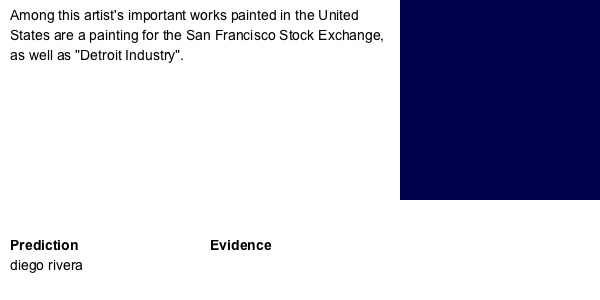 Among this artist's important works painted in the United
States are a painting for the San Francisco Stock Exchange,
as well as "Detroit Industry".
Prediction Evidence
diego rivera